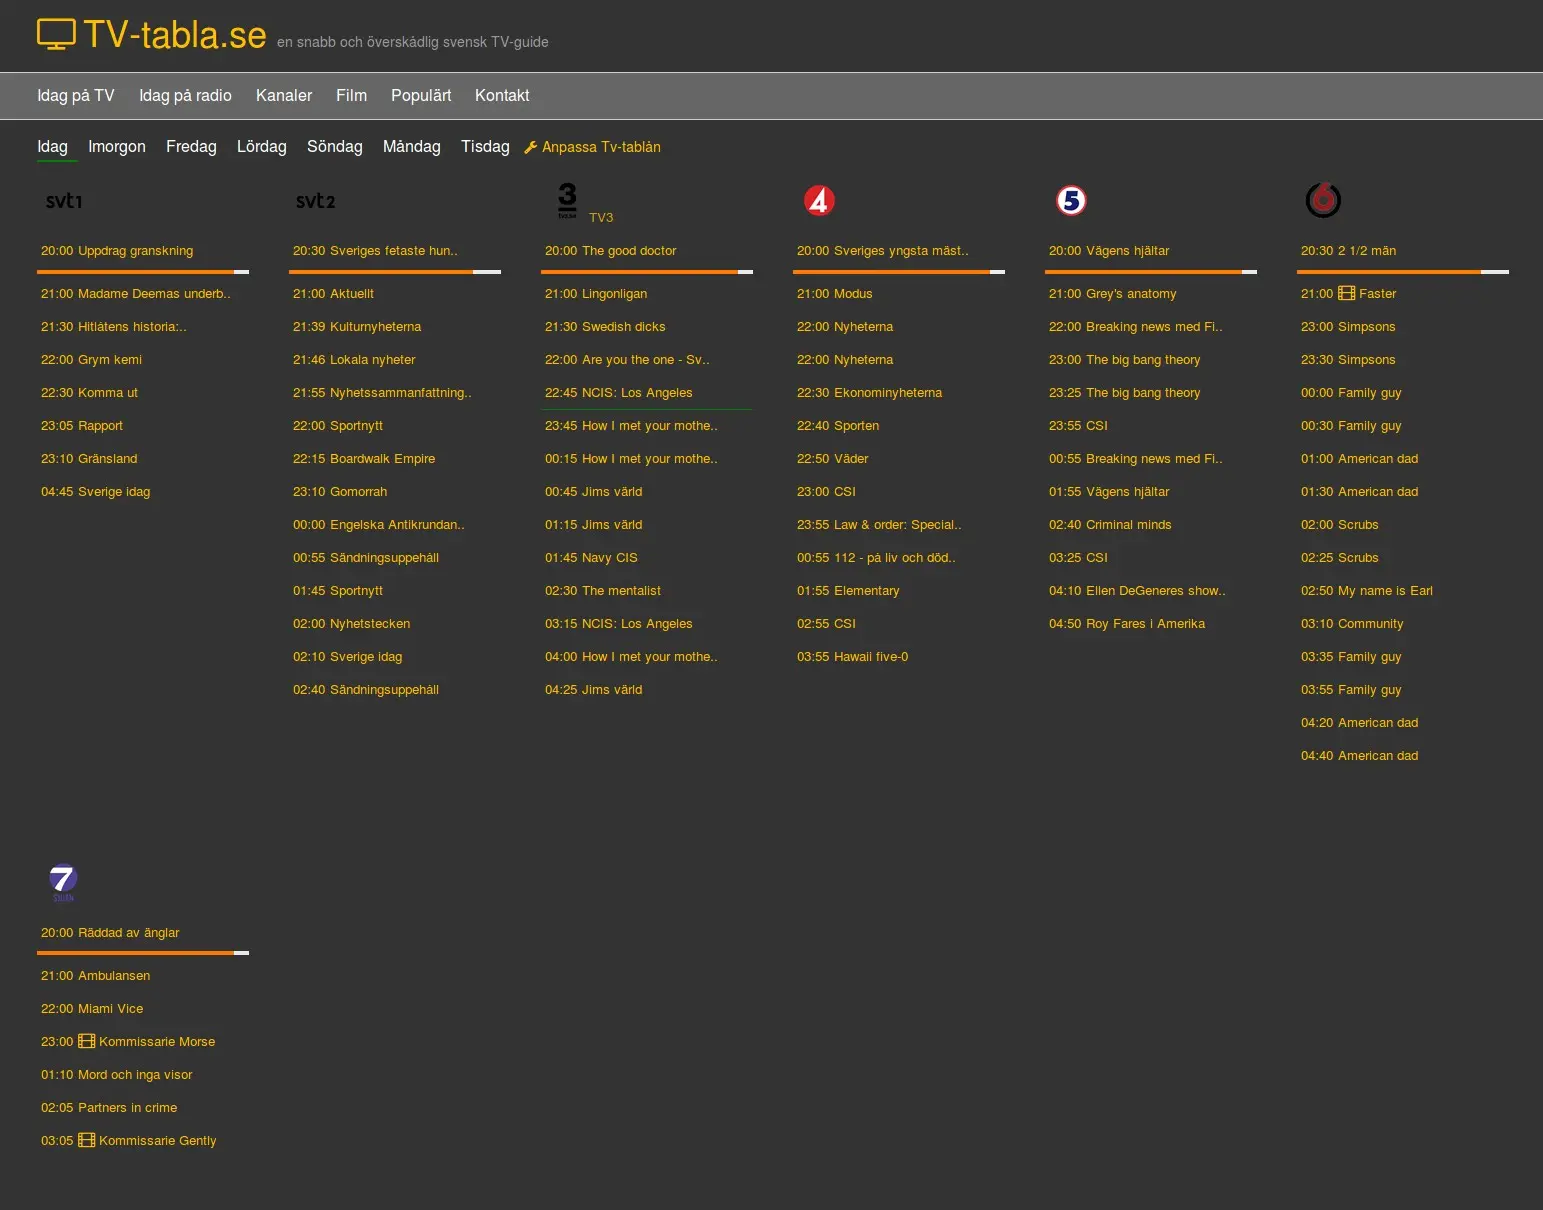 TV-tabla.se en snabb och överskådlig svensk TV-guide
Idag på TV Idag på radio Kanaler Film Populärt Kontakt
Idag Imorgon Fredag Lördag Söndag Måndag Tisdag Anpassa Tv-tablån
svt1
20:00 Uppdrag granskning
21:00 Madame Deemas underb..
21:30 Hitlåtens historia:..
22:00 Grym kemi
22:30 Komma ut
23:05 Rapport
23:10 Gränsland
04:45 Sverige idag
svt2
20:30 Sveriges fetaste hun..
21:00 Aktuellt
21:39 Kulturnyheterna
21:46 Lokala nyheter
21:55 Nyhetssammanfattning..
22:00 Sportnytt
22:15 Boardwalk Empire
23:10 Gomorrah
00:00 Engelska Antikrundan..
00:55 Sändningsuppehåll
01:45 Sportnytt
02:00 Nyhetstecken
02:10 Sverige idag
02:40 Sändningsuppehåll
3
tv3.se
TV3
20:00 The good doctor
21:00 Lingonligan
21:30 Swedish dicks
22:00 Are you the one - Sv..
22:45 NCIS: Los Angeles
23:45 How I met your mothe..
00:15 How I met your mothe..
00:45 Jims värld
01:15 Jims värld
01:45 Navy CIS
02:30 The mentalist
03:15 NCIS: Los Angeles
04:00 How I met your mothe..
04:25 Jims värld
4
20:00 Sveriges yngsta mäst..
21:00 Modus
22:00 Nyheterna
22:00 Nyheterna
22:30 Ekonominyheterna
22:40 Sporten
22:50 Väder
23:00 CSI
23:55 Law & order: Special..
00:55 112 - på liv och död..
01:55 Elementary
02:55 CSI
03:55 Hawaii five-0
5
20:00 Vägens hjältar
21:00 Grey's anatomy
22:00 Breaking news med Fi..
23:00 The big bang theory
23:25 The big bang theory
23:55 CSI
00:55 Breaking news med Fi..
01:55 Vägens hjältar
02:40 Criminal minds
03:25 CSI
04:10 Ellen DeGeneres show..
04:50 Roy Fares i Amerika
6
20:30 2 1/2 män
21:00 Faster
23:00 Simpsons
23:30 Simpsons
00:00 Family guy
00:30 Family guy
01:00 American dad
01:30 American dad
02:00 Scrubs
02:25 Scrubs
02:50 My name is Earl
03:10 Community
03:35 Family guy
03:55 Family guy
04:20 American dad
04:40 American dad
7
SJUAN
20:00 Räddad av änglar
21:00 Ambulansen
22:00 Miami Vice
23:00 Kommissarie Morse
01:10 Mord och inga visor
02:05 Partners in crime
03:05 Kommissarie Gently